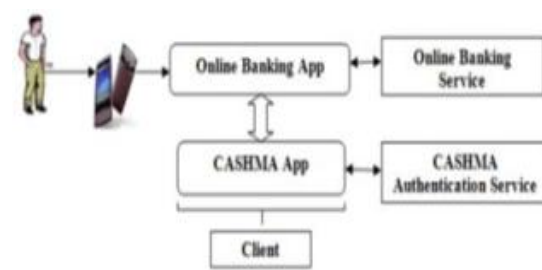 Online Banking App
Online Banking
Service
CASHMA App
CASHMA
Authentication Service
Client